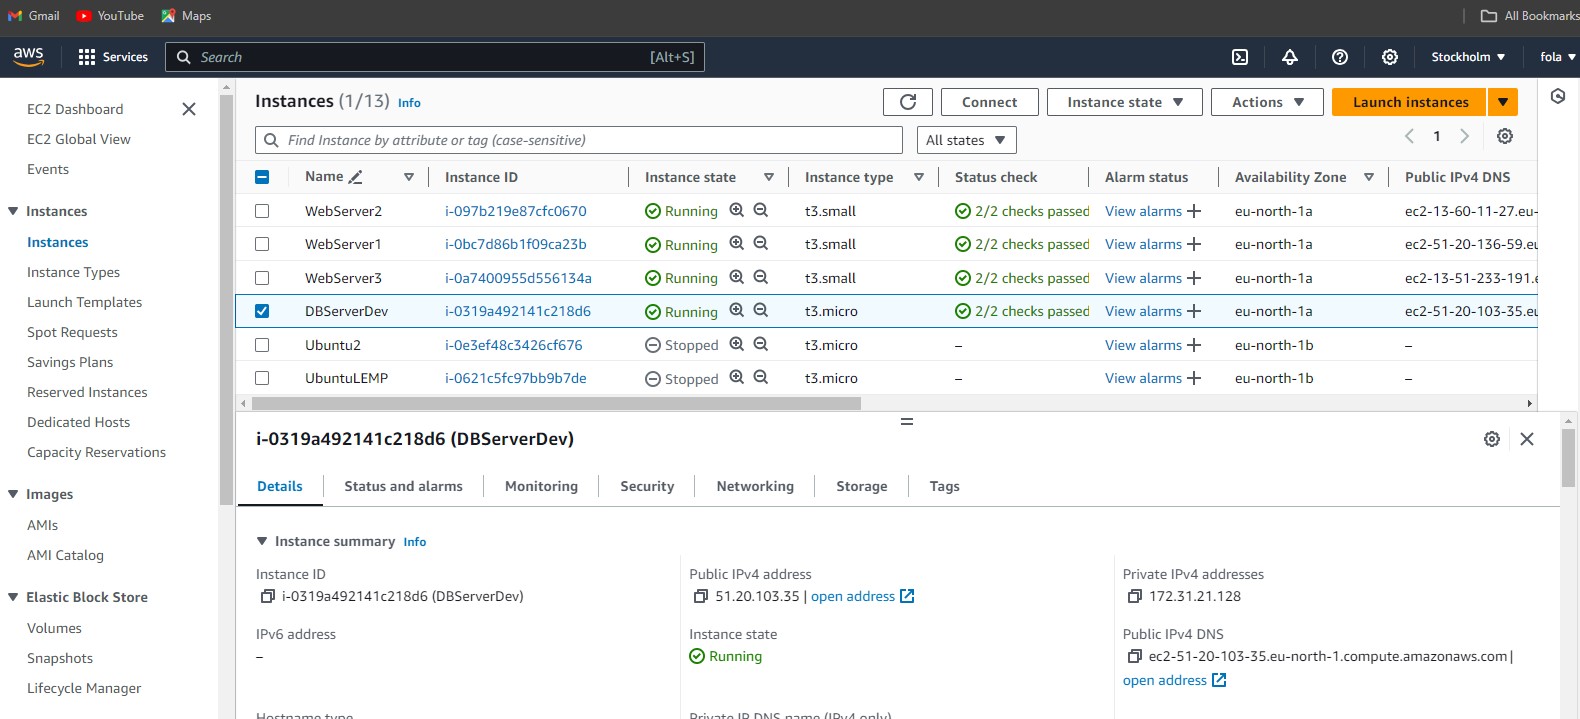 Gmail YouTube Maps All Bookmarks
aws Services Search [Alt+S] Stockholm fola
EC2 Dashboard
EC2 Global View
Events
Instances
Instances
Instance Types
Launch Templates
Spot Requests
Savings Plans
Reserved Instances
Dedicated Hosts
Capacity Reservations
Images
AMIs
AMI Catalog
Elastic Block Store
Volumes
Snapshots
Lifecycle Manager
Instances (1/13) Info Connect Instance state Actions Launch instances
Find Instance by attribute or tag (case-sensitive) All states 1
Name Instance ID Instance state Instance type Status check Alarm status Availability Zone Public IPv4 DNS
WebServer2 i-097b219e87cfc0670 Running t3.small 2/2 checks passed View alarms eu-north-1a ec2-13-60-11-27.eu-
WebServer1 i-0bc7d86b1f09ca23b Running t3.small 2/2 checks passed View alarms eu-north-1a ec2-51-20-136-59.eu
WebServer3 i-0a7400955d556134a Running t3.small 2/2 checks passed View alarms eu-north-1a ec2-13-51-233-191.e
DBServerDev i-0319a492141c218d6 Running t3.micro 2/2 checks passed View alarms eu-north-1a ec2-51-20-103-35.eu
Ubuntu2 i-0e3ef48c3426cf676 Stopped t3.micro – View alarms eu-north-1b –
UbuntuLEMP i-0621c5fc97bb9b7de Stopped t3.micro – View alarms eu-north-1b –
i-0319a492141c218d6 (DBServerDev)
Details Status and alarms Monitoring Security Networking Storage Tags
Instance summary Info
Instance ID Public IPv4 address Private IPv4 addresses
i-0319a492141c218d6 (DBServerDev) 51.20.103.35 | open address 172.31.21.128
IPv6 address Instance state Public IPv4 DNS
– Running ec2-51-20-103-35.eu-north-1.compute.amazonaws.com |
open address
Hostname type Private IP DNS name (IPv4 only)